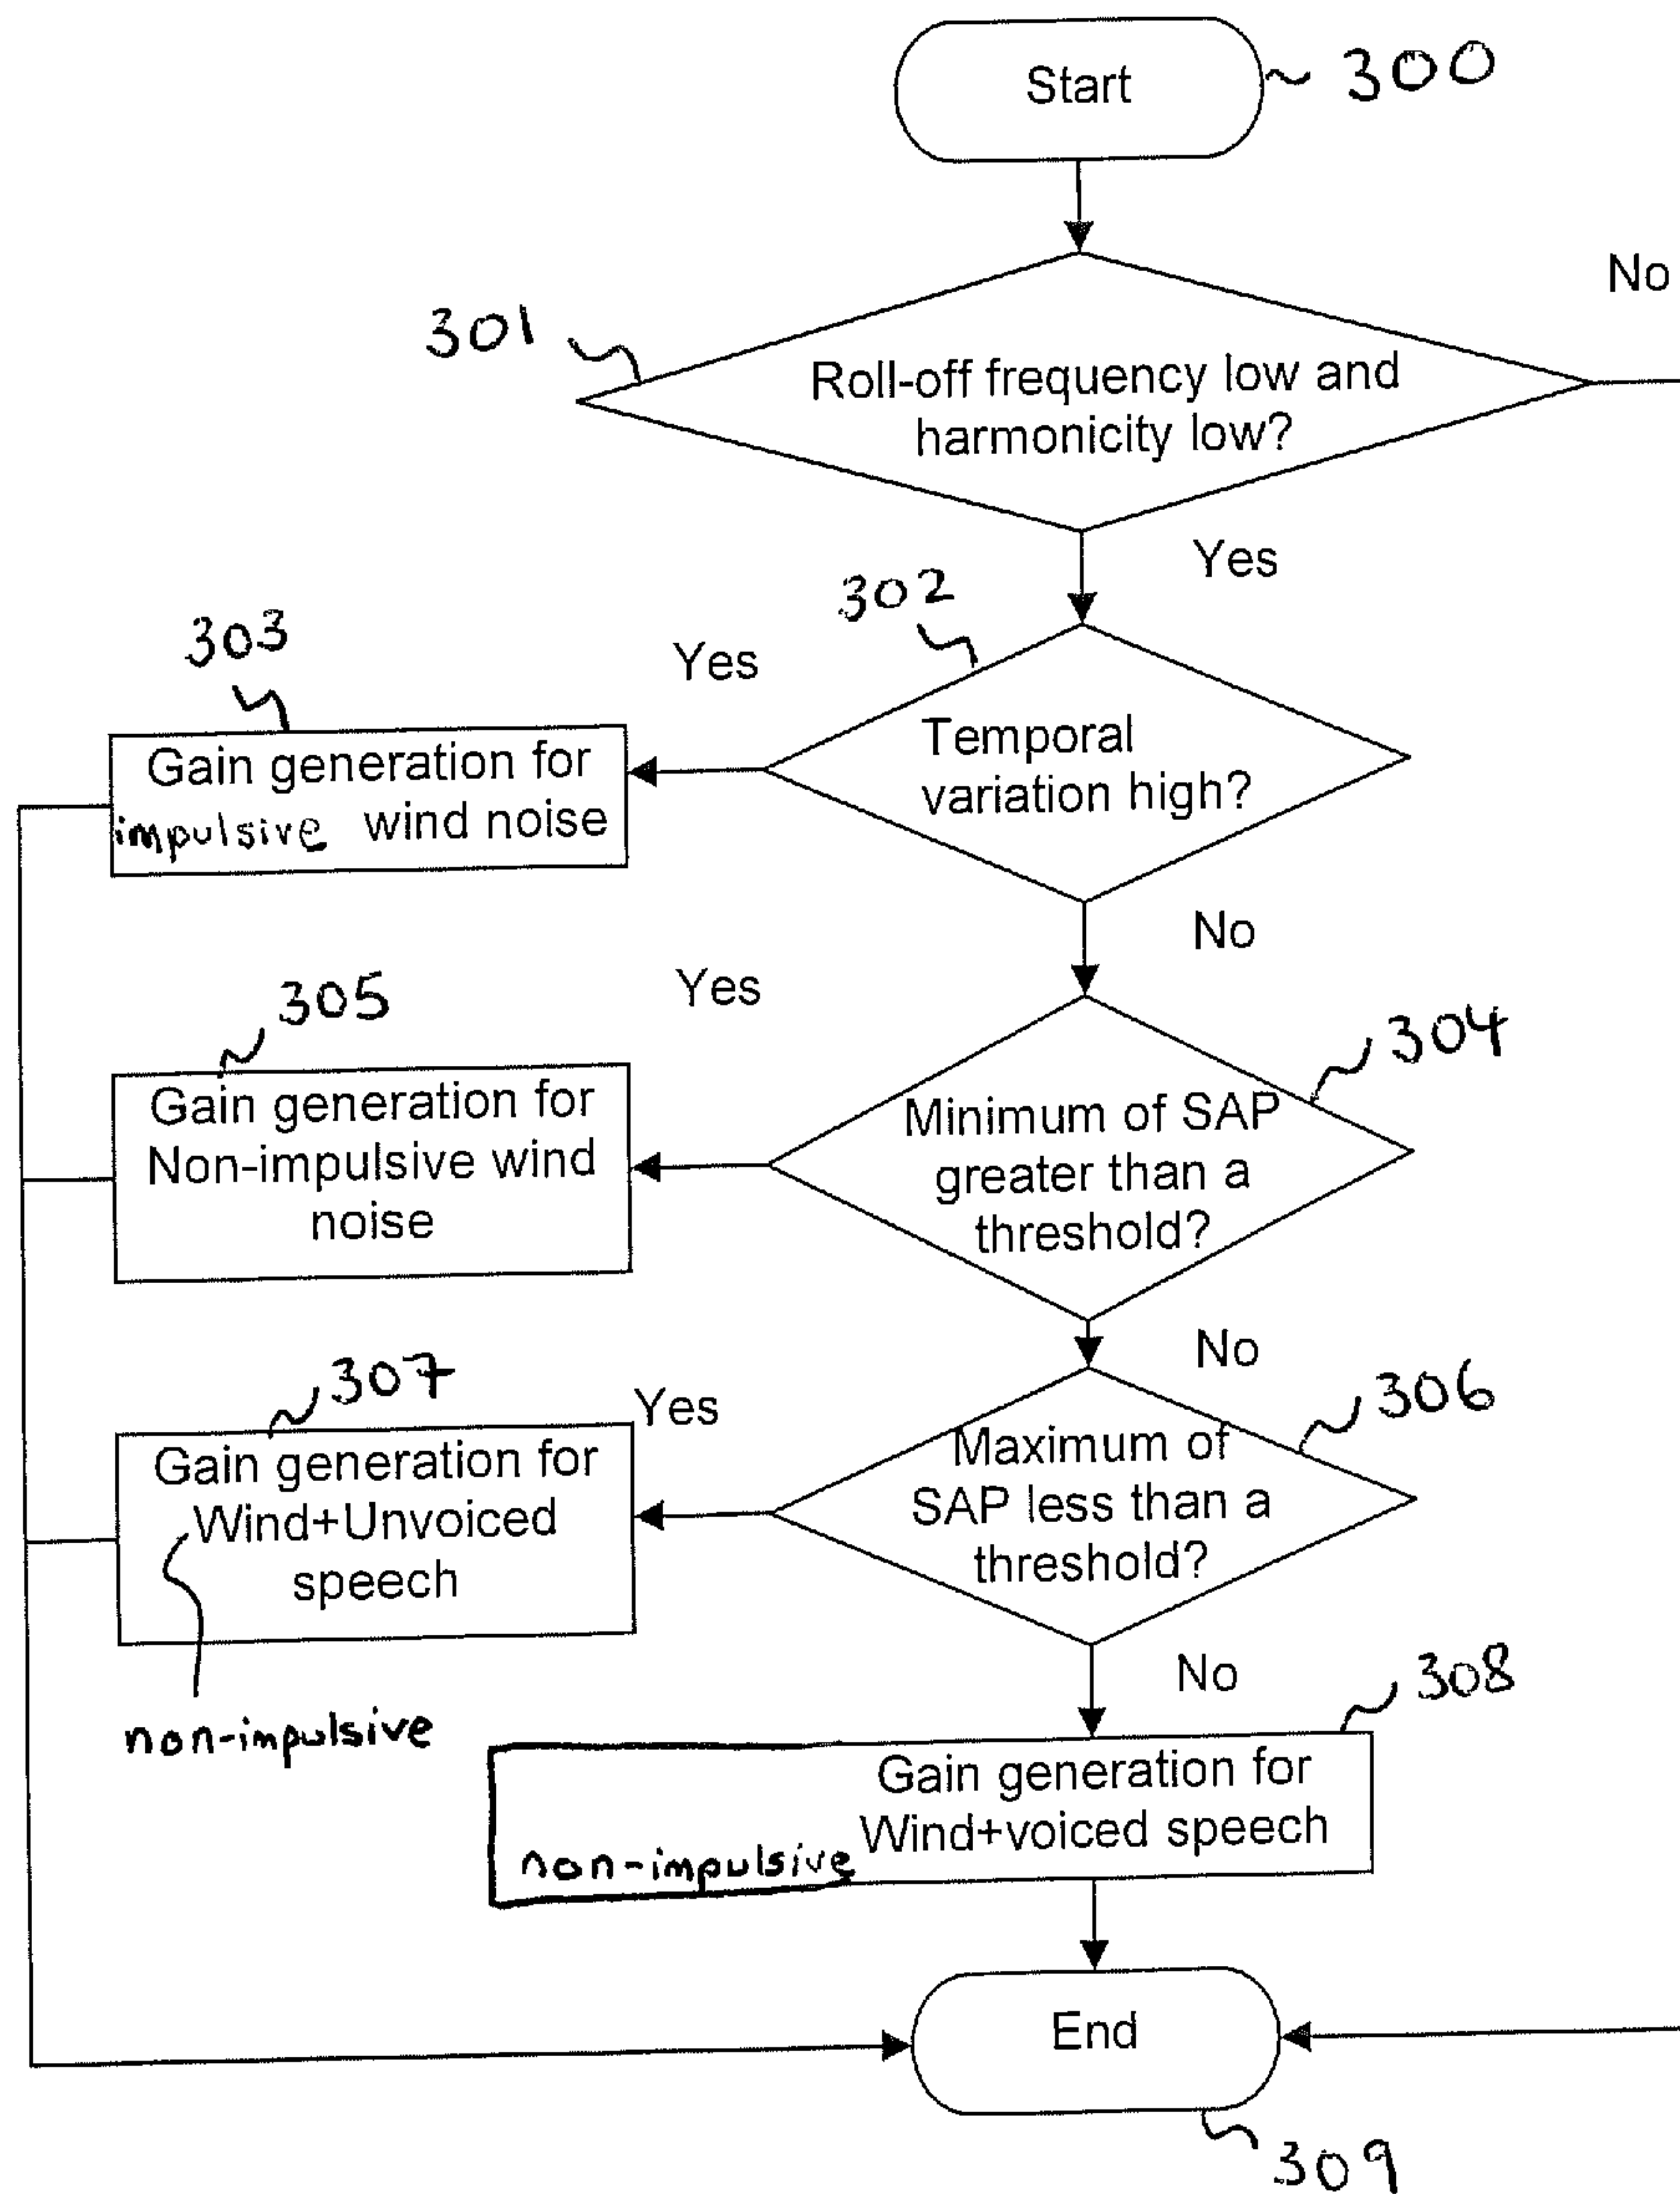 Start
300
No
301
Roll-off frequency low and
harmonicity low?
Yes
302
303
Yes
Gain generation for
impulsive wind noise
Temporal
variation high?
No
305
Yes
304
Gain generation for
Non-impulsive wind
noise
Minimum of SAP
greater than a
threshold?
No
307
Yes
306
Gain generation for
Wind+Unvoiced
speech
Maximum of
SAP less than a
threshold?
non-impulsive
No
308
Gain generation for
non-impulsive Wind+voiced speech
End
309